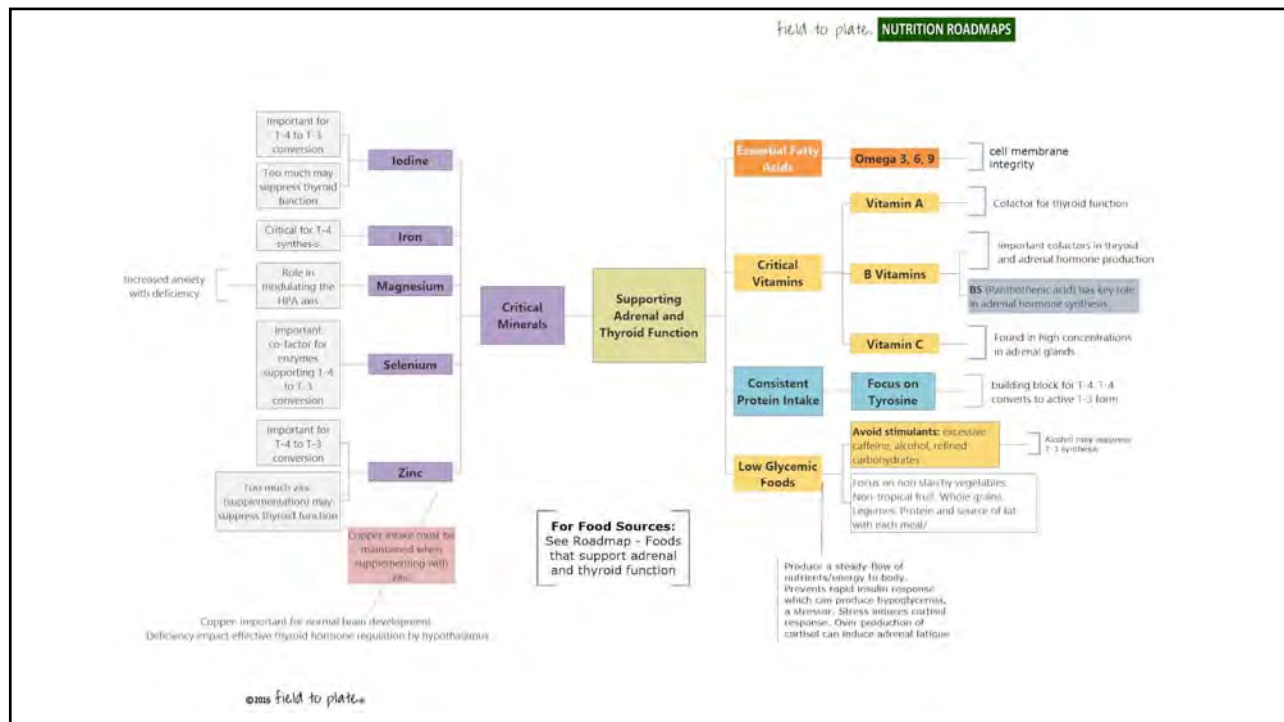 field to plate. NUTRITION ROADMAPS
Important for
T-4 to T-3
conversion
Too much may
suppress thyroid
function
Iodine
Critical for T-4
synthesis
Iron
Increased anxiety
with deficiency
Role in
modulating the
HPA axis
Magnesium
Important
co-factor for
enzymes
supporting T-4
to T-3
conversion
Selenium
Important for
T-4 to T-3
conversion
Too much zinc
(supplementation) may
suppress thyroid function
Zinc
Copper intake must be
maintained when
supplementing with
zinc
Copper: important for normal brain development.
Deficiency impact effective thyroid hormone regulation by hypothalamus
Critical
Minerals
Supporting
Adrenal and
Thyroid Function
Essential Fatty
Acids
Omega 3, 6, 9
cell membrane
integrity
Critical
Vitamins
Vitamin A
Cofactor for thyroid function
B Vitamins
Important cofactors in thryoid
and adrenal hormone production
B5 (Panthothenic acid) has key role
in adrenal hormone synthesis
Vitamin C
Found in high concentrations
in adrenal glands
Consistent
Protein Intake
Focus on
Tyrosine
building block for T-4. T-4
converts to active T-3 form
Low Glycemic
Foods
Avoid stimulants: excessive
caffeine, alcohol, refined
carbohydrates
Alcohol may suppress
T-3 synthesis
Focus on non starchy vegetables.
Non-tropical fruit. Whole grains.
Legumes. Protein and source of fat
with each meal/
Produce a steady flow of
nutrients/energy to body.
Prevents rapid insulin response
which can produce hypoglycemia,
a stressor. Stress induces cortisol
response. Over production of
cortisol can induce adrenal fatigue
For Food Sources:
See Roadmap - Foods
that support adrenal
and thyroid function
©2016 field to plate®